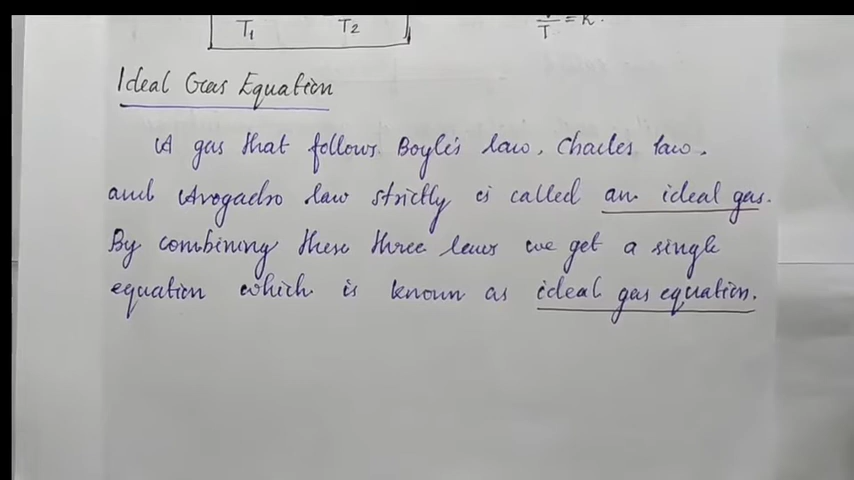 T₁ T₂
T = K.
Ideal Gas Equation
A gas that follows Boyle's law, Charles law,
and Avogadro law strictly is called an ideal gas.
By combining these three laws we get a single
equation which is known as ideal gas equation.